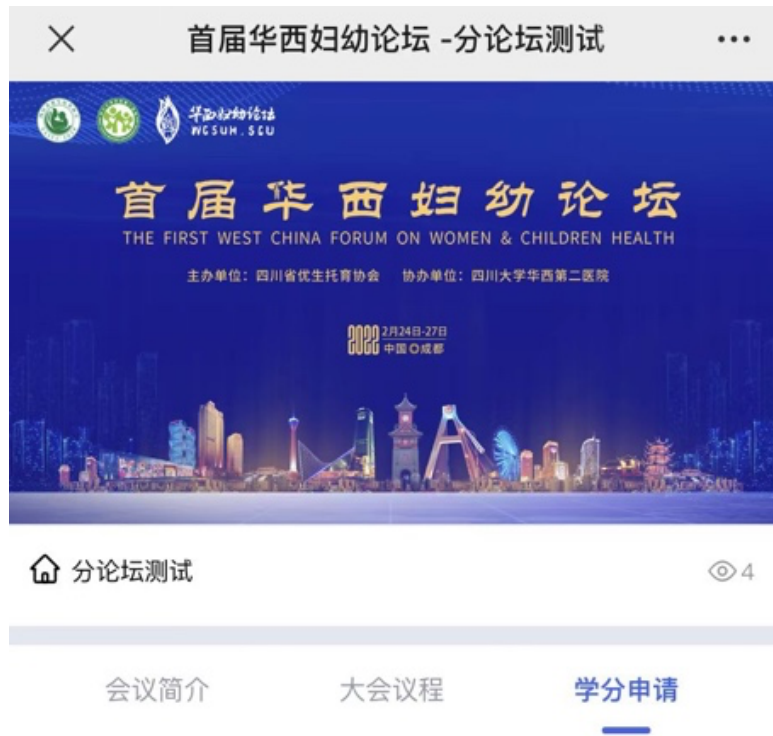 首届华西妇幼论坛 -分论坛测试
华西妇幼论坛
WCSUH.SCU
首届华西妇幼论坛
THE FIRST WEST CHINA FORUM ON WOMEN & CHILDREN HEALTH
主办单位：四川省优生托育协会 协办单位：四川大学华西第二医院
2022 2月24日-27日
中国 成都
分论坛测试
4
会议简介 大会议程 学分申请